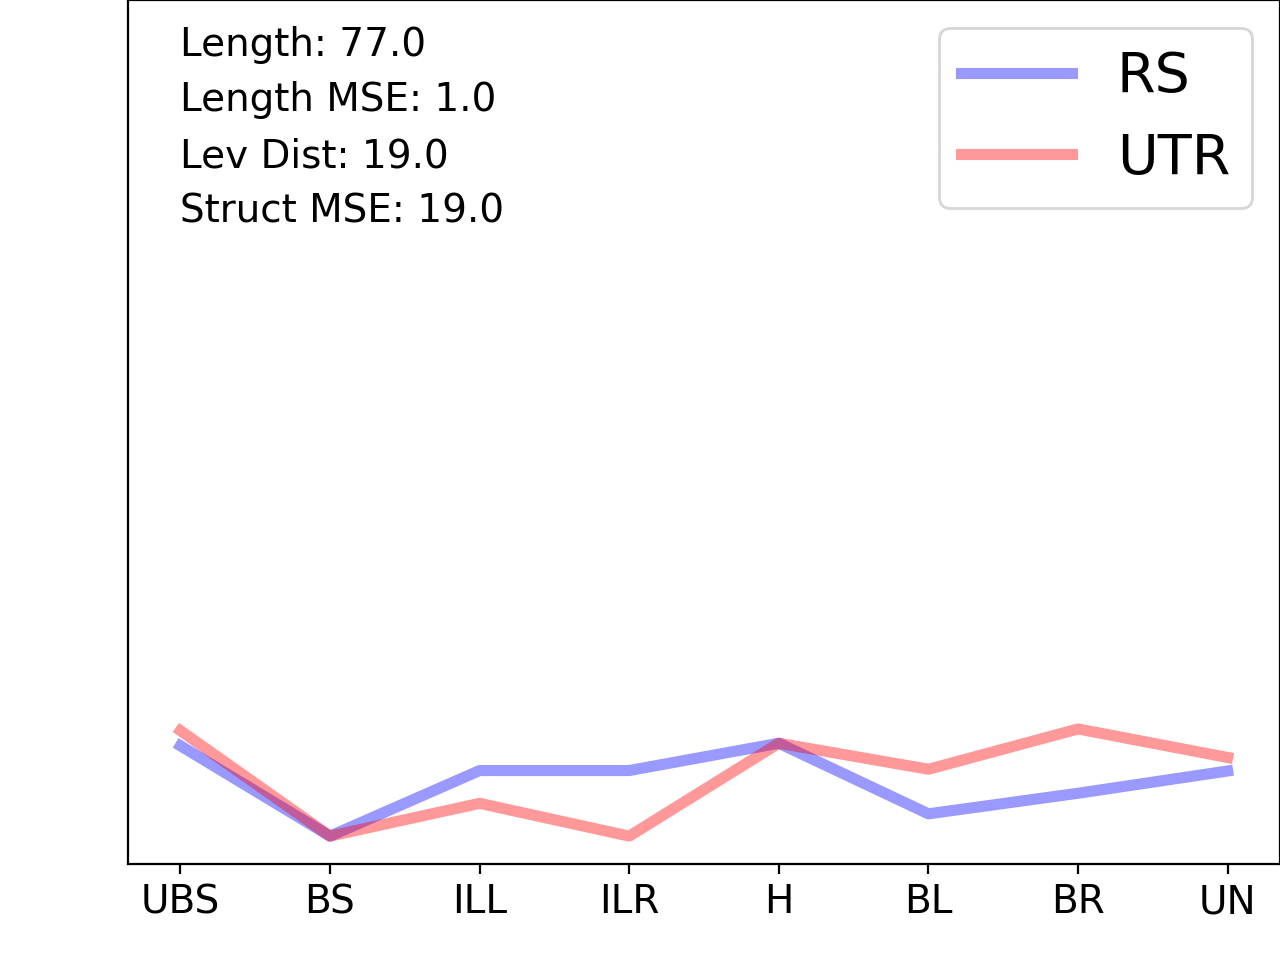 Length: 77.0
Length MSE: 1.0
Lev Dist: 19.0
Struct MSE: 19.0
RS
UTR
UBS BS ILL ILR H BL BR UN